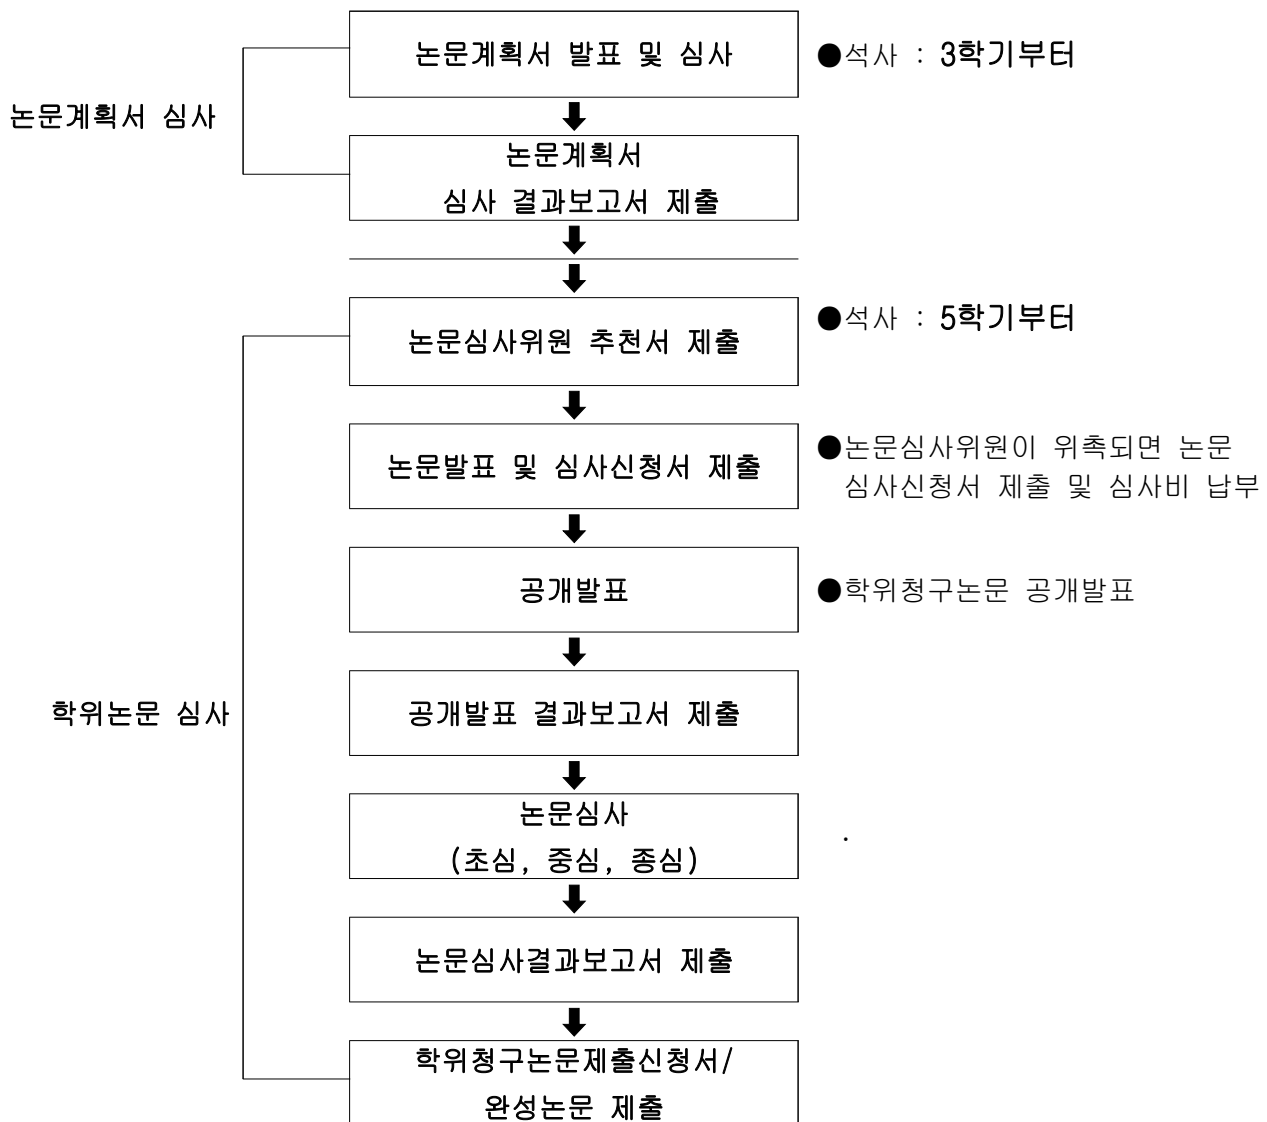 논문계획서 발표 및 심사
●석사 : 3학기부터
논문계획서 심사
논문계획서
심사 결과보고서 제출
논문심사위원 추천서 제출
●석사 : 5학기부터
논문발표 및 심사신청서 제출
●논문심사위원이 위촉되면 논문
심사신청서 제출 및 심사비 납부
공개발표
●학위청구논문 공개발표
학위논문 심사
공개발표 결과보고서 제출
논문심사
(초심, 중심, 종심)
.
논문심사결과보고서 제출
학위청구논문제출신청서/
완성논문 제출